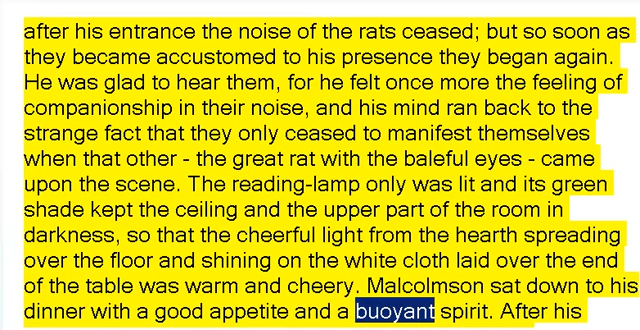 after his entrance the noise of the rats ceased; but so soon as
they became accustomed to his presence they began again.
He was glad to hear them, for he felt once more the feeling of
companionship in their noise, and his mind ran back to the
strange fact that they only ceased to manifest themselves
when that other - the great rat with the baleful eyes - came
upon the scene. The reading-lamp only was lit and its green
shade kept the ceiling and the upper part of the room in
darkness, so that the cheerful light from the hearth spreading
over the floor and shining on the white cloth laid over the end
of the table was warm and cheery. Malcolmson sat down to his
dinner with a good appetite and a buoyant spirit. After his